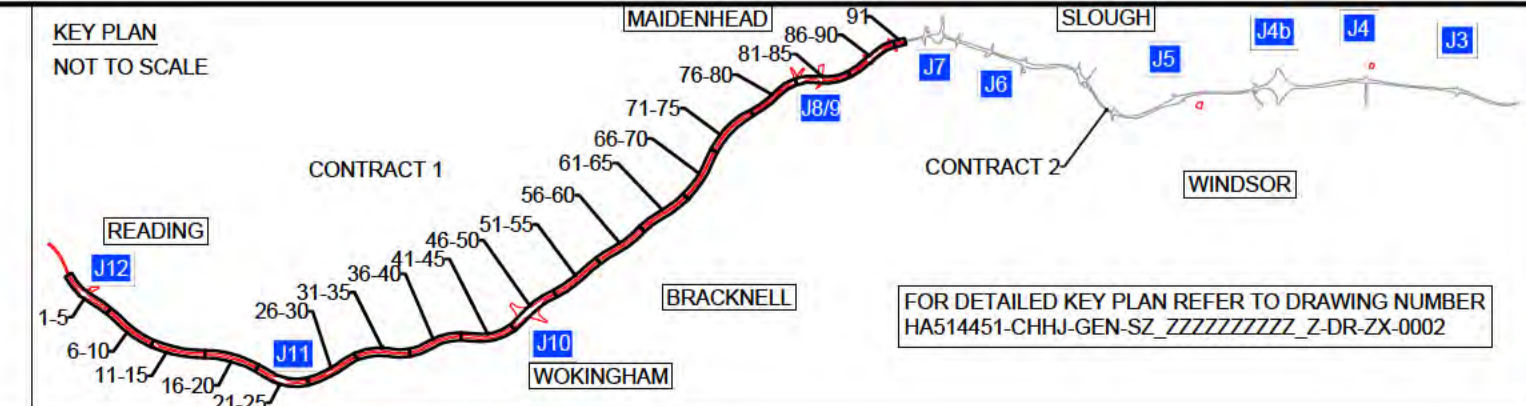 KEY PLAN
NOT TO SCALE
MAIDENHEAD
91
SLOUGH
86-90
81-85
76-80
71-75
66-70
61-65
56-60
51-55
46-50
41-45
36-40
31-35
26-30
J7
J6
J5
J4b
J4
J3
J8/9
CONTRACT 1
CONTRACT 2
WINDSOR
READING
J12
1-5
6-10
11-15
16-20
21-25
J11
J10
WOKINGHAM
BRACKNELL
FOR DETAILED KEY PLAN REFER TO DRAWING NUMBER
HA514451-CHHJ-GEN-SZ_ZZZZZZZZZZ_Z-DR-ZX-0002